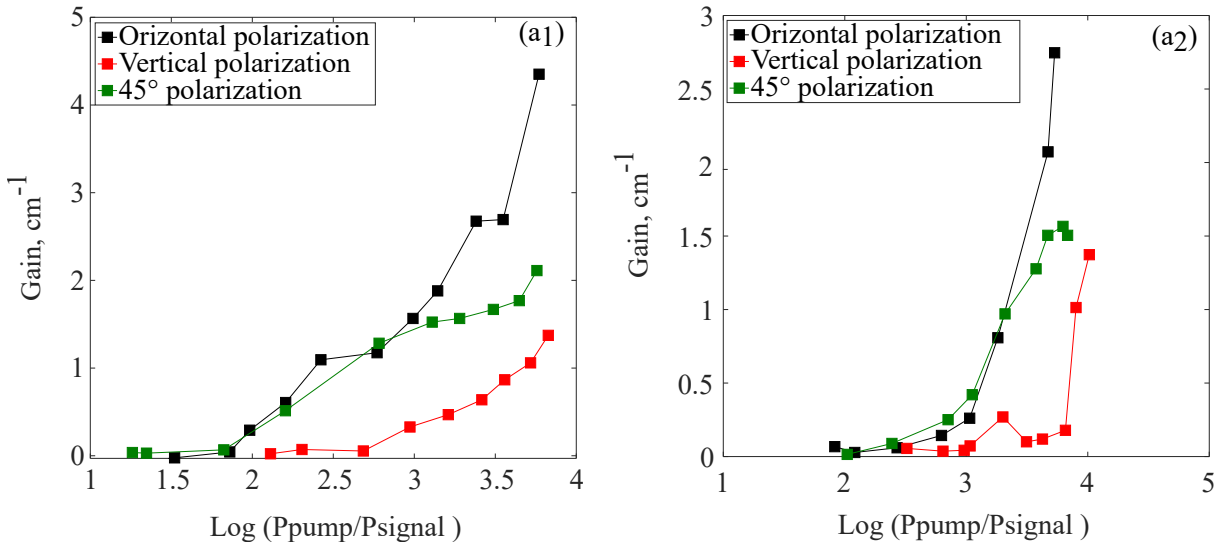 5
4
3
2
1
0
Gain, cm-1
Orizontal polarization
Vertical polarization
45° polarization
(a1)
1 1.5 2 2.5 3 3.5 4
Log (Ppump/Psignal )
3
2.5
2
1.5
1
0.5
0
Gain, cm-1
Orizontal polarization
Vertical polarization
45° polarization
(a2)
1 2 3 4 5
Log (Ppump/Psignal )